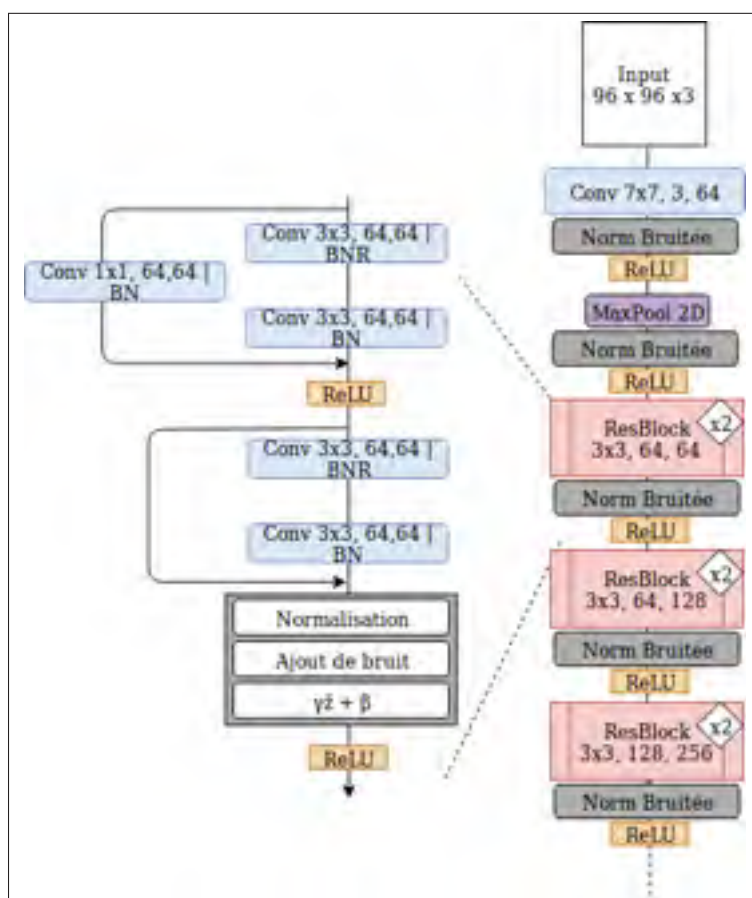 Input
96 x 96 x3
Conv 7x7, 3, 64
Norm Bruitée
ReLU
MaxPool 2D
Norm Bruitée
ReLU
ResBlock
3x3, 64, 64
x2
Norm Bruitée
ReLU
ResBlock
3x3, 64, 128
x2
Norm Bruitée
ReLU
ResBlock
3x3, 128, 256
x2
Norm Bruitée
ReLU
Conv 3x3, 64,64 |
BNR
Conv 1x1, 64,64 |
BN
Conv 3x3, 64,64 |
BN
ReLU
Conv 3x3, 64,64 |
BNR
Conv 3x3, 64,64 |
BN
Normalisation
Ajout de bruit
γẑ + β
ReLU